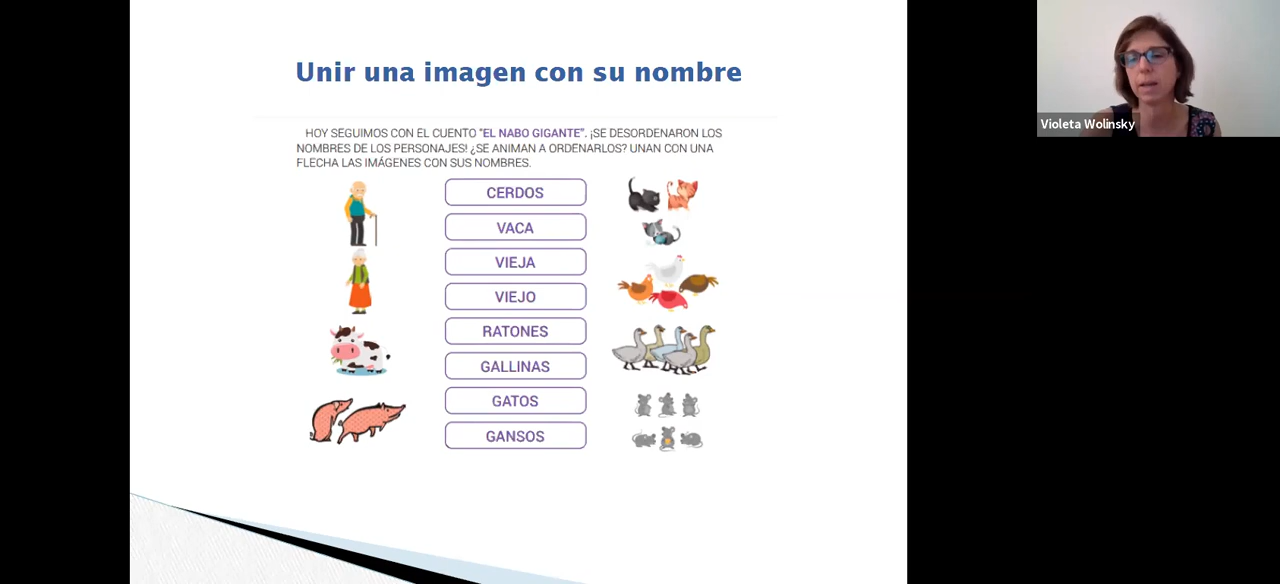 Unir una imagen con su nombre
HOY SEGUIMOS CON EL CUENTO “EL NABO GIGANTE”. ¡SE DESORDENARON LOS
NOMBRES DE LOS PERSONAJES! ¿SE ANIMAN A ORDENARLOS? UNAN CON UNA
FLECHA LAS IMÁGENES CON SUS NOMBRES.
CERDOS
VACA
VIEJA
VIEJO
RATONES
GALLINAS
GATOS
GANSOS
Violeta Wolinsky